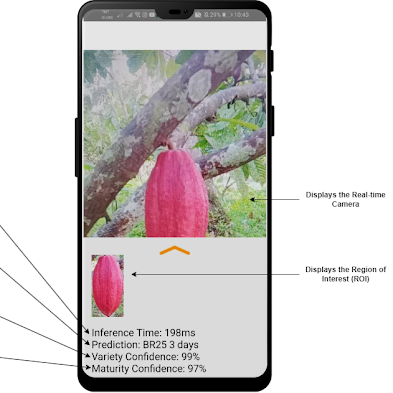 8.29% 10:45
Displays the Real-time
Camera
Displays the Region of
Interest (ROI)
Inference Time: 198ms
Prediction: BR25 3 days
Variety Confidence: 99%
Maturity Confidence: 97%